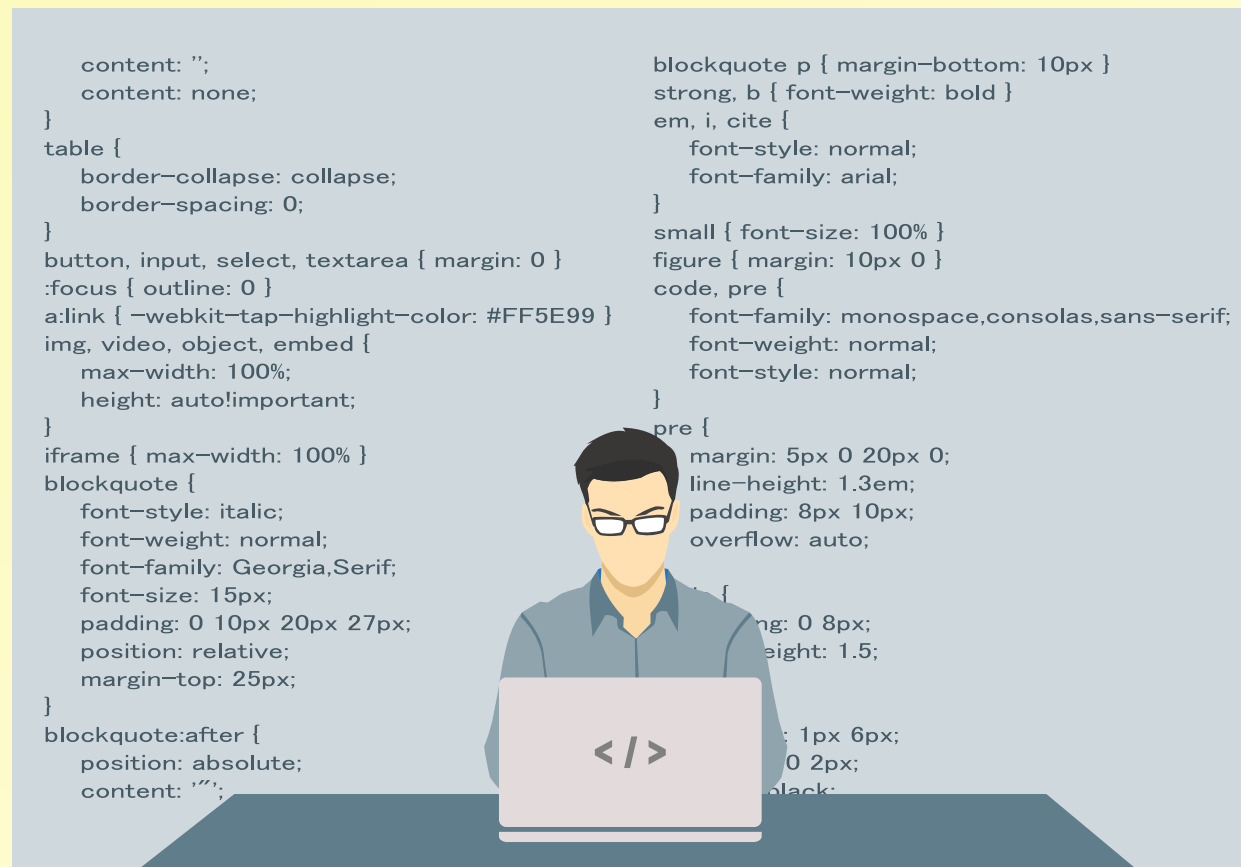 content: '';
content: none;
}
table {
border-collapse: collapse;
border-spacing: 0;
}
button, input, select, textarea { margin: 0 }
:focus { outline: 0 }
a:link { -webkit-tap-highlight-color: #FF5E99 }
img, video, object, embed {
max-width: 100%;
height: auto!important;
}
iframe { max-width: 100% }
blockquote {
font-style: italic;
font-weight: normal;
font-family: Georgia,Serif;
font-size: 15px;
padding: 0 10px 20px 27px;
position: relative;
margin-top: 25px;
}
blockquote:after {
position: absolute;
content: '“';
blockquote p { margin-bottom: 10px }
strong, b { font-weight: bold }
em, i, cite {
font-style: normal;
font-family: arial;
}
small { font-size: 100% }
figure { margin: 10px 0 }
code, pre {
font-family: monospace,consolas,sans-serif;
font-weight: normal;
font-style: normal;
}
pre {
margin: 5px 0 20px 0;
line-height: 1.3em;
padding: 8px 10px;
overflow: auto;
{
0 8px;
1.5;
1px 6px;
0 2px;
</>